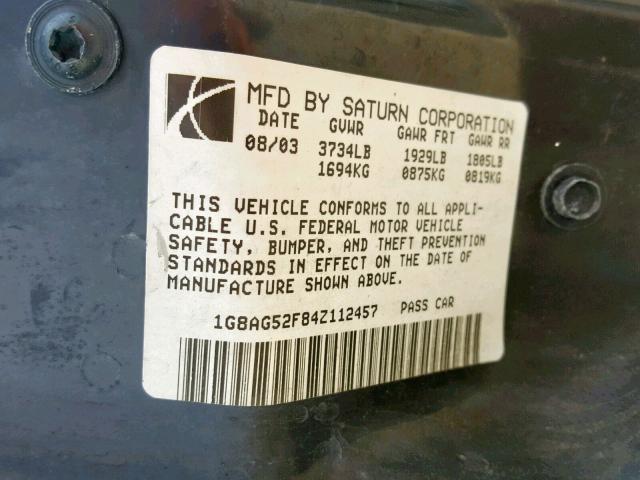 MFD BY SATURN CORPORATION
DATE GVWR GAWR FRT GAWR RR
08/03 3734LB 1929LB 1805LB
1694KG 0875KG 0819KG
THIS VEHICLE CONFORMS TO ALL APPLI-
CABLE U.S. FEDERAL MOTOR VEHICLE
SAFETY, BUMPER, AND THEFT PREVENTION
STANDARDS IN EFFECT ON THE DATE OF
MANUFACTURE SHOWN ABOVE.
1G8AG52F84Z112457 PASS CAR